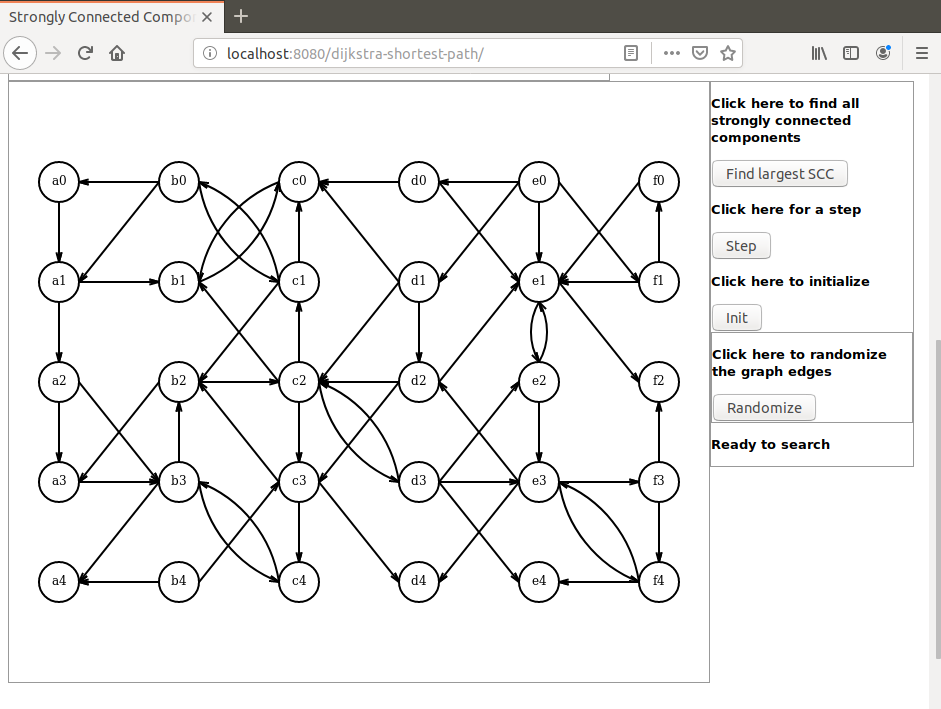 Strongly Connected Compo
localhost:8080/dijkstra-shortest-path/
Click here to find all
strongly connected
components
Find largest SCC
Click here for a step
Step
Click here to initialize
Init
Click here to randomize
the graph edges
Randomize
Ready to search
a0 b0 c0 d0 e0 f0
a1 b1 c1 d1 e1 f1
a2 b2 c2 d2 e2 f2
a3 b3 c3 d3 e3 f3
a4 b4 c4 d4 e4 f4